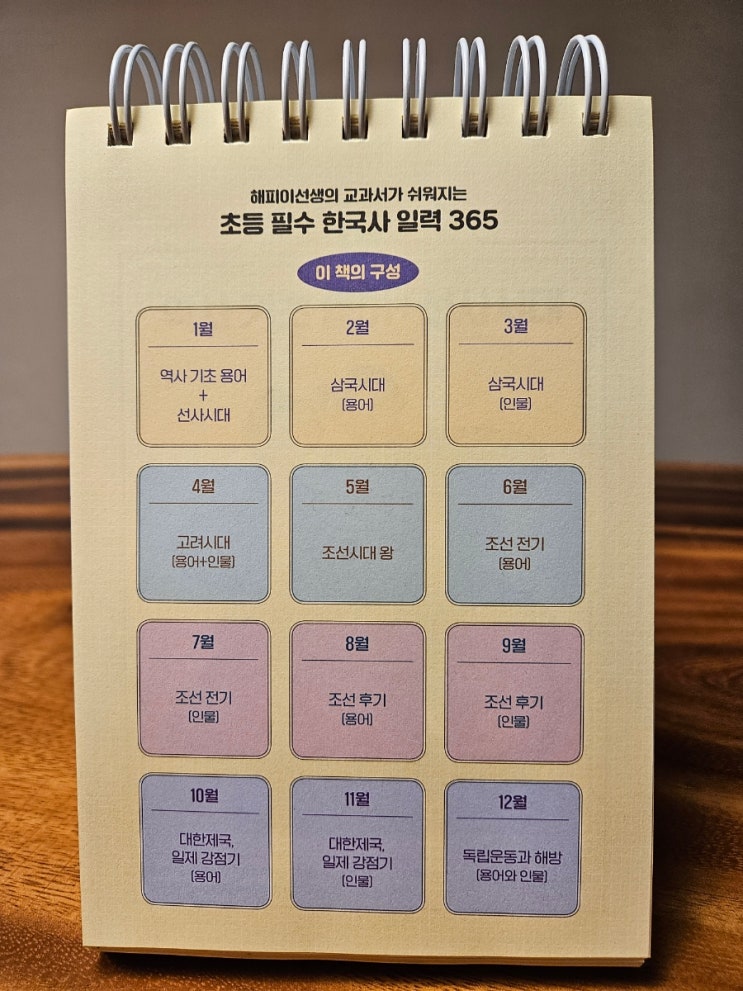 해피이선생의 교과서가 쉬워지는
초등 필수 한국사 일력 365
이 책의 구성
1월
역사 기초 용어
+
선사시대
2월
삼국시대
(용어)
3월
삼국시대
(인물)
4월
고려시대
(용어+인물)
5월
조선시대 왕
6월
조선 전기
(용어)
7월
조선 전기
(인물)
8월
조선 후기
(용어)
9월
조선 후기
(인물)
10월
대한제국,
일제 강점기
(용어)
11월
대한제국,
일제 강점기
(인물)
12월
독립운동과 해방
(용어와 인물)